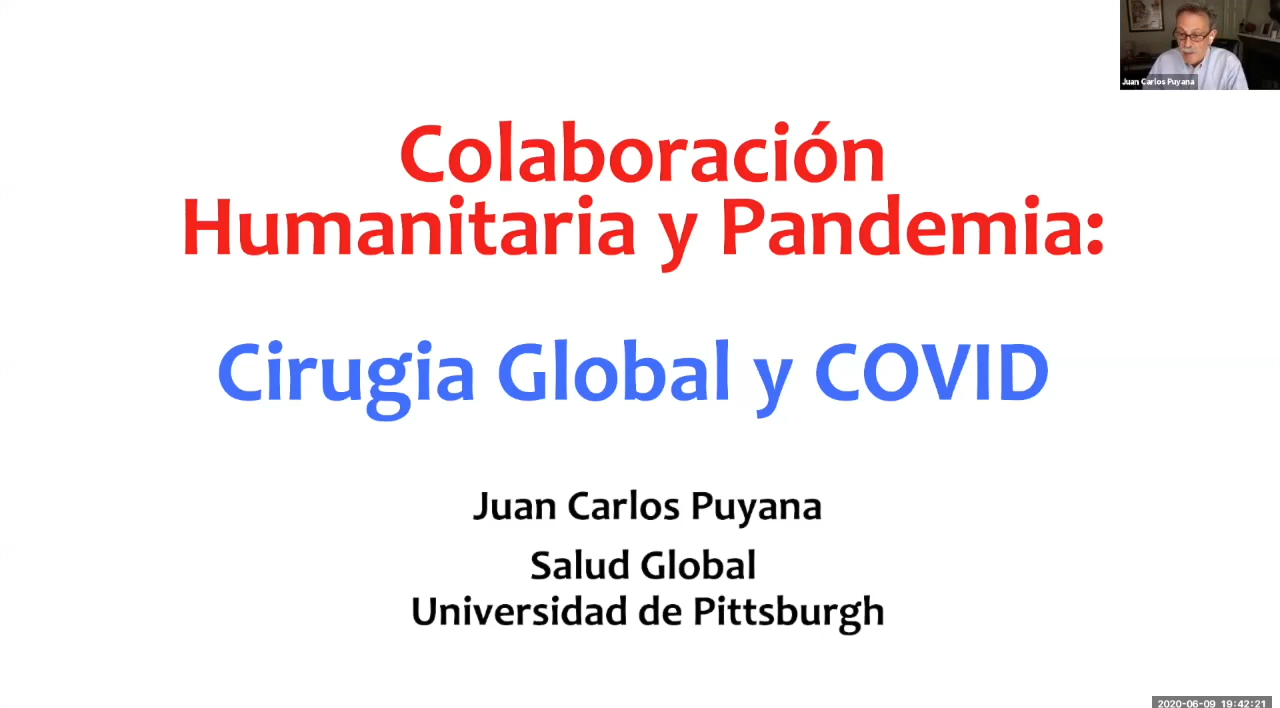 Juan Carlos Puyana
Colaboración
Humanitaria y Pandemia:
Cirugia Global y COVID
Juan Carlos Puyana
Salud Global
Universidad de Pittsburgh
2020-06-09 19:42:21